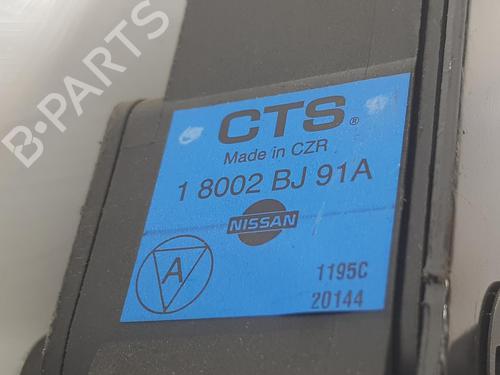 B-PARTS
CTS®
Made in CZR
1 8002 BJ 91A
NISSAN
A
1195C
20144